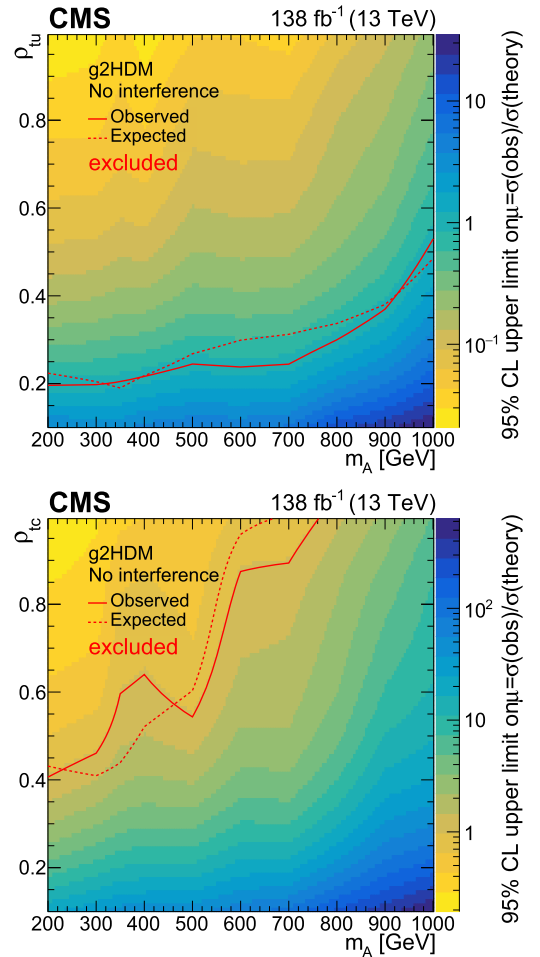 CMS 138 fb⁻¹ (13 TeV)
ρtu
g2HDM
No interference
Observed
Expected
excluded
0.8
0.6
0.4
0.2
200 300 400 500 600 700 800 900 1000
mA [GeV]
10
1
10⁻¹
95% CL upper limit onμ=σ(obs)/σ(theory)
CMS 138 fb⁻¹ (13 TeV)
ρtc
g2HDM
No interference
Observed
Expected
excluded
0.8
0.6
0.4
0.2
200 300 400 500 600 700 800 900 1000
mA [GeV]
10²
10
1
95% CL upper limit onμ=σ(obs)/σ(theory)